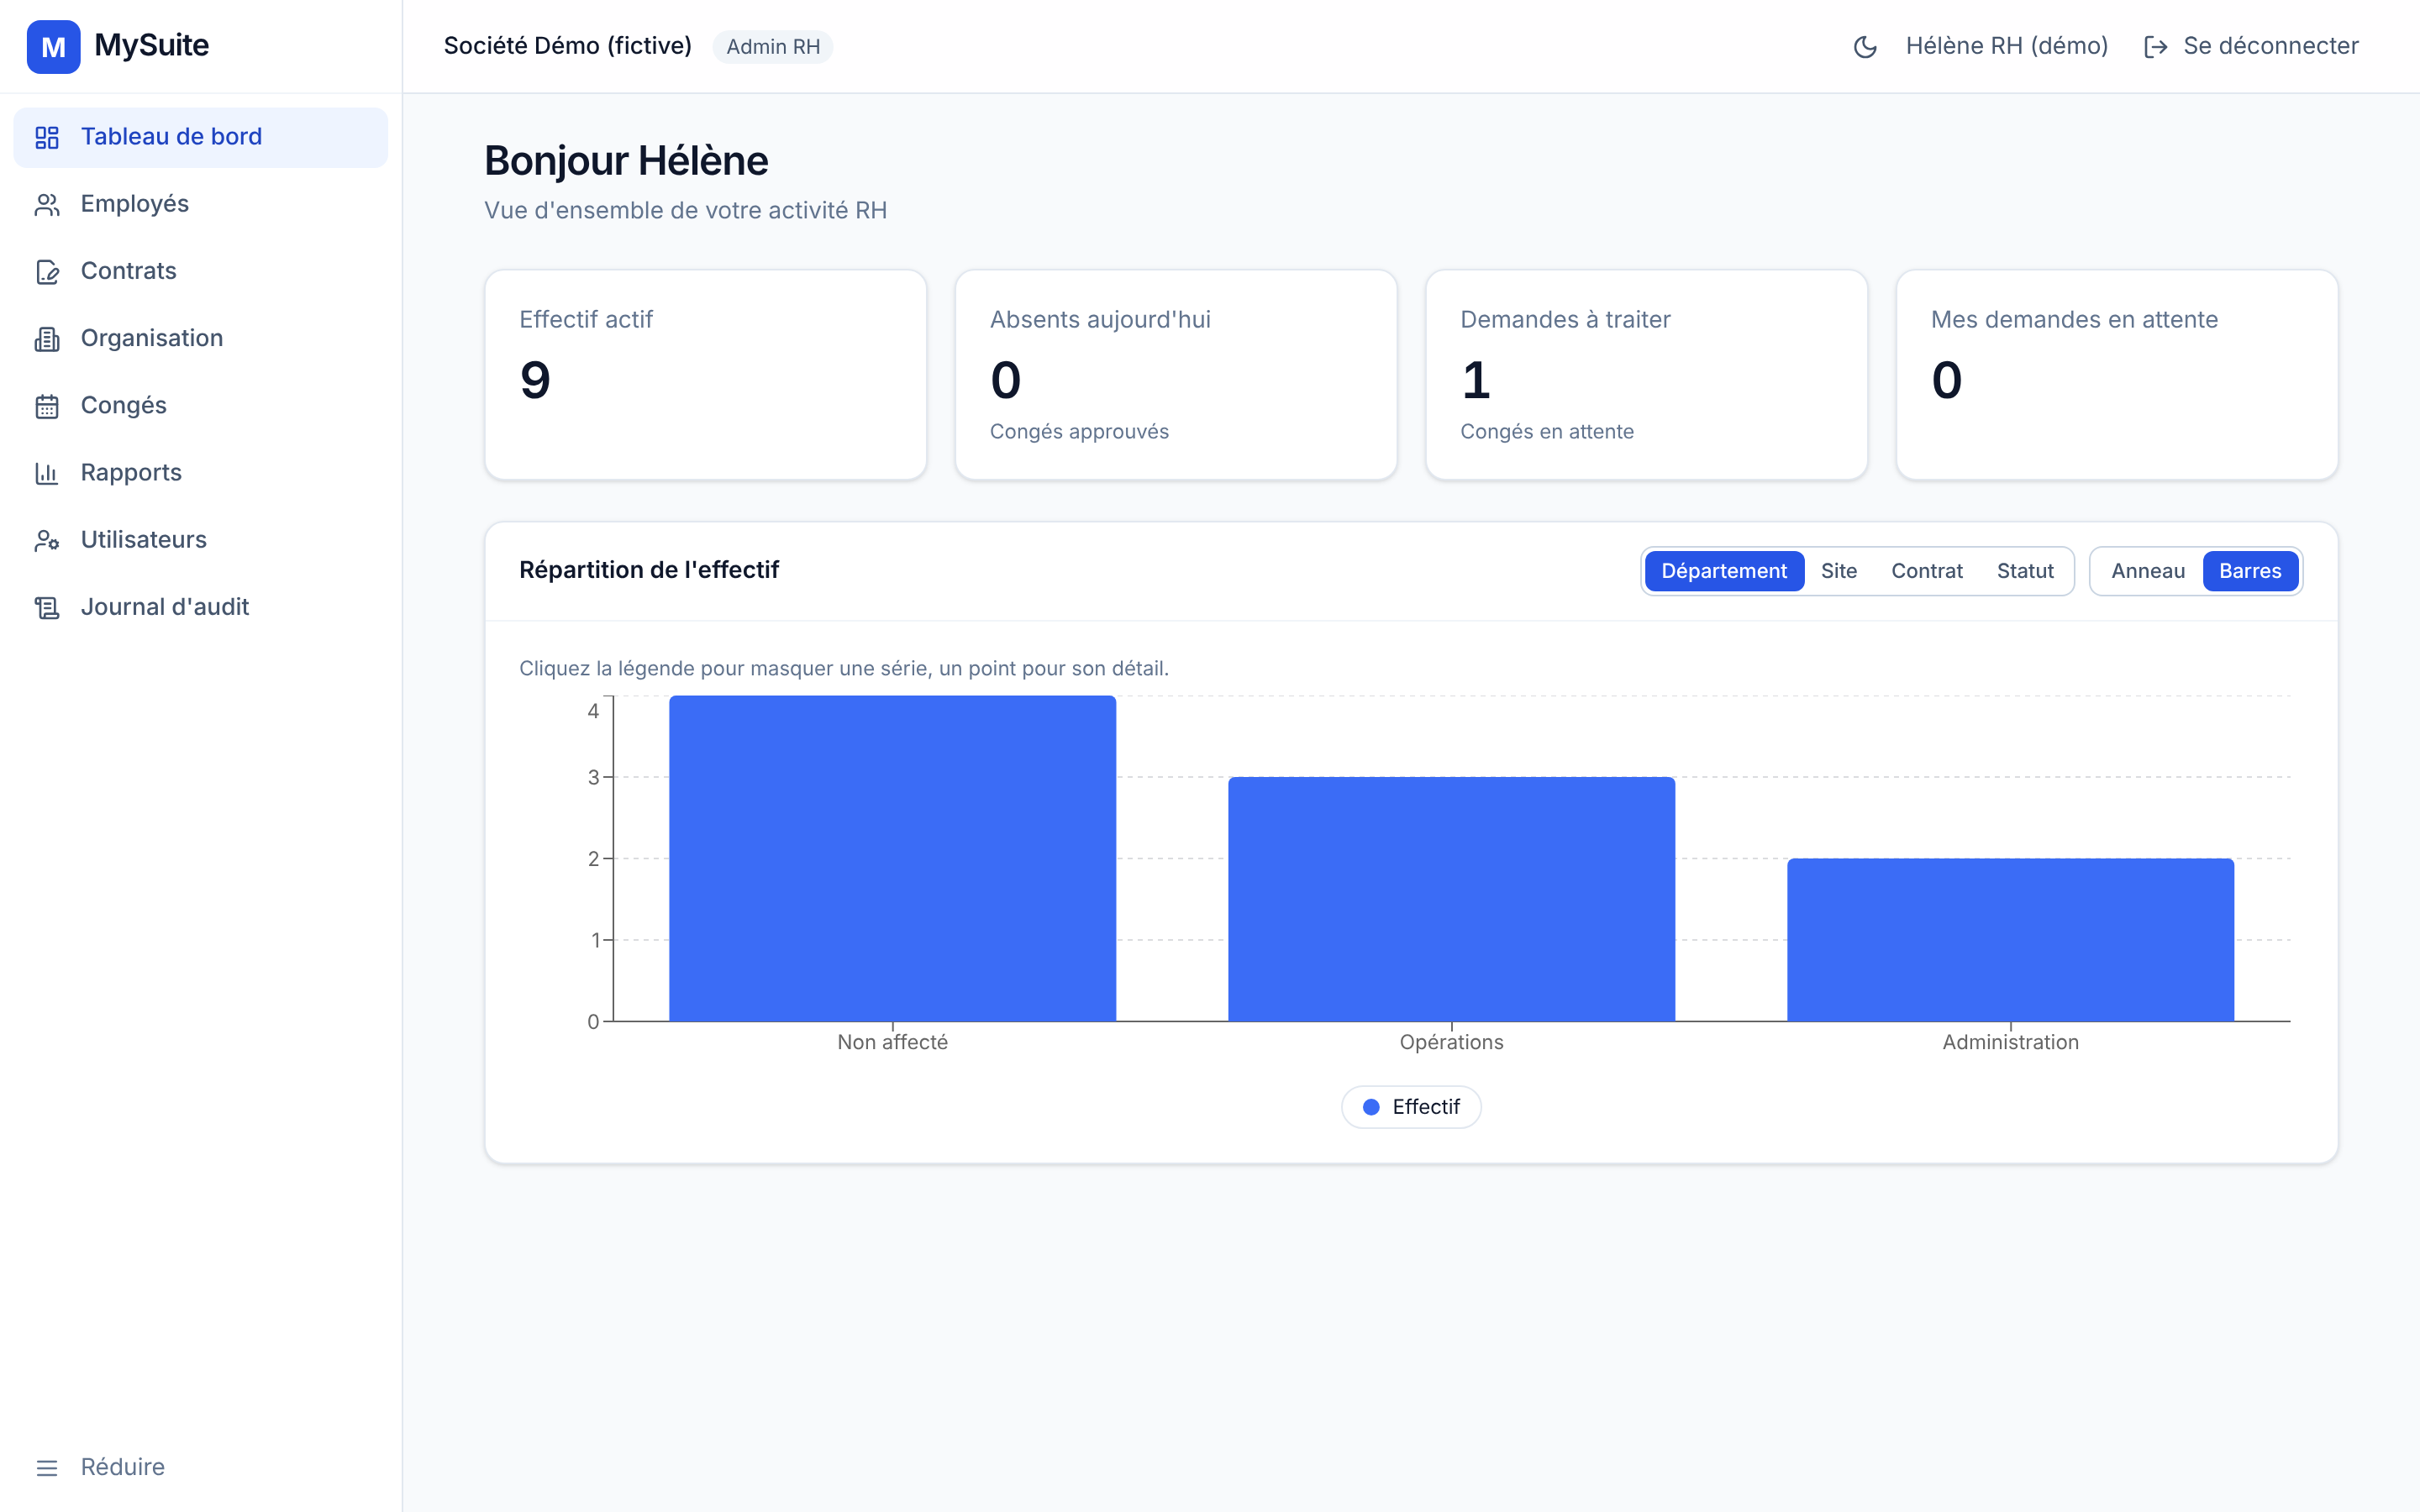 M MySuite
Société Démo (fictive) Admin RH
Hélène RH (démo) Se déconnecter
Tableau de bord
Employés
Contrats
Organisation
Congés
Rapports
Utilisateurs
Journal d'audit
Réduire
Bonjour Hélène
Vue d'ensemble de votre activité RH
Effectif actif
9
Absents aujourd'hui
0
Congés approuvés
Demandes à traiter
1
Congés en attente
Mes demandes en attente
0
Répartition de l'effectif
Département Site Contrat Statut
Anneau Barres
Cliquez la légende pour masquer une série, un point pour son détail.
4
3
2
1
0
Non affecté Opérations Administration
Effectif